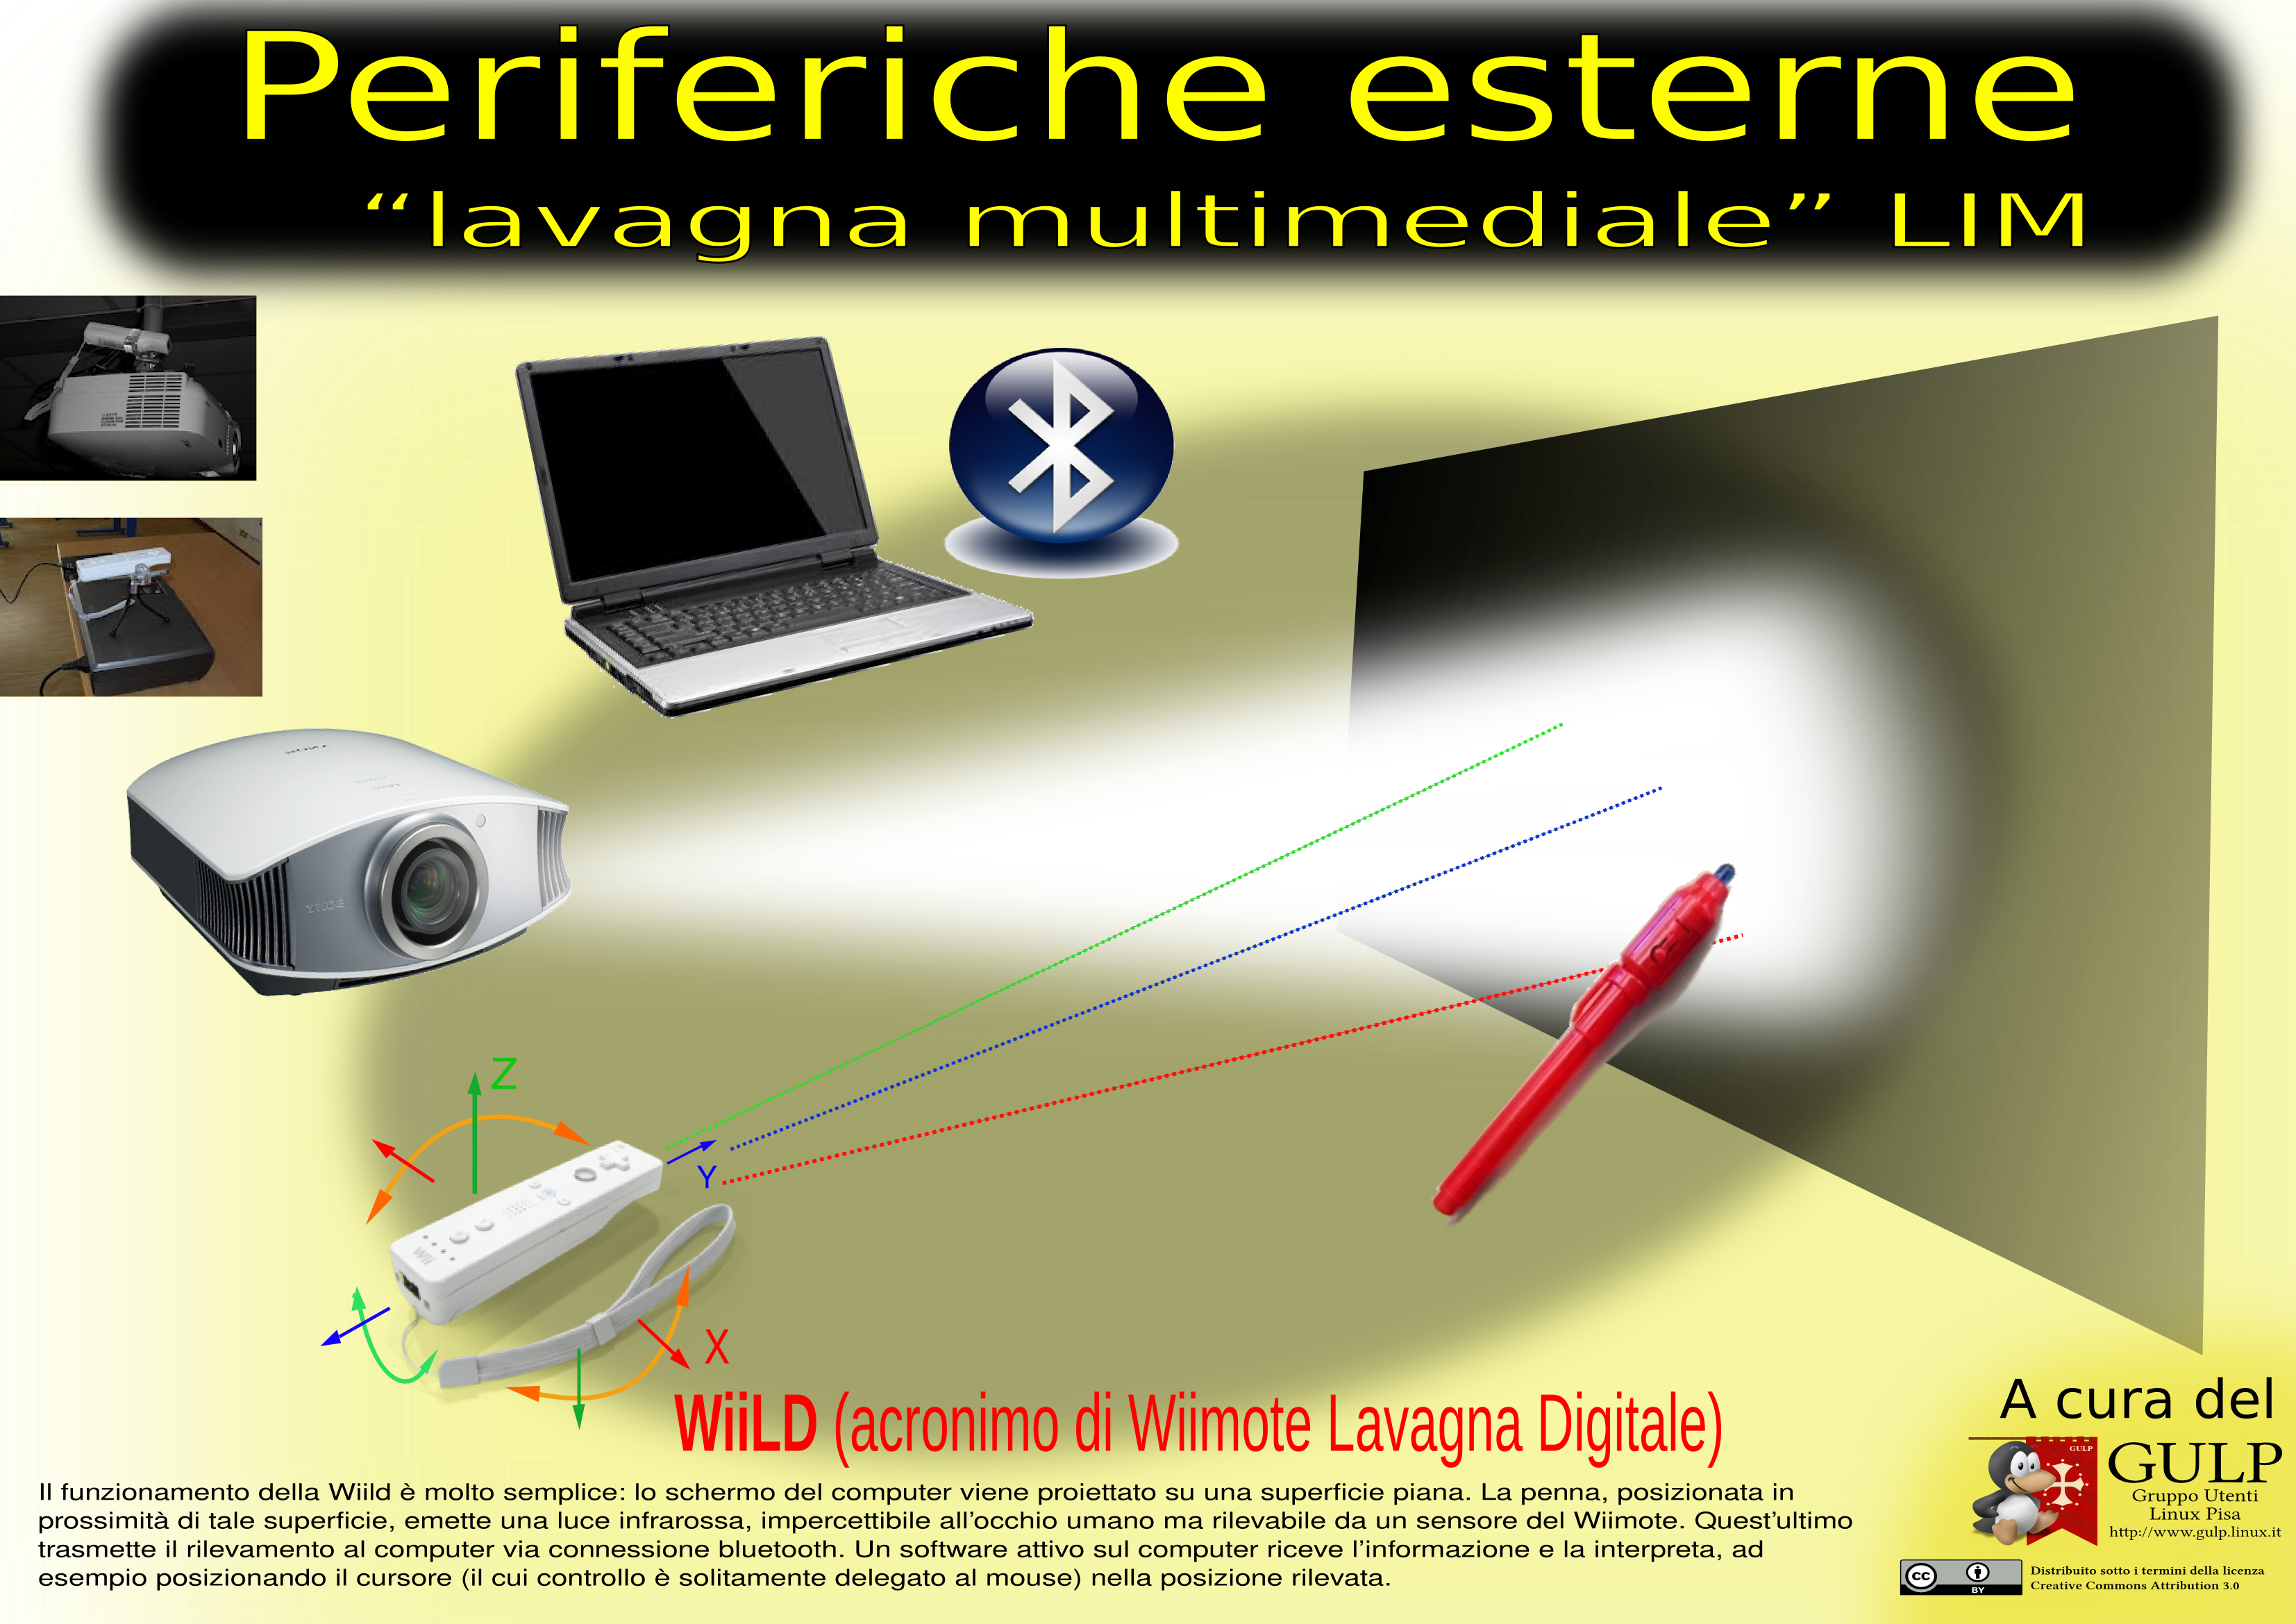 Periferiche esterne
“lavagna multimediale” LIM
SONY
Z
Y
Wii
X
WiiLD (acronimo di Wiimote Lavagna Digitale)
Il funzionamento della Wiild è molto semplice: lo schermo del computer viene proiettato su una superficie piana. La penna, posizionata in
prossimità di tale superficie, emette una luce infrarossa, impercettibile all'occhio umano ma rilevabile da un sensore del Wiimote. Quest'ultimo
trasmette il rilevamento al computer via connessione bluetooth. Un software attivo sul computer riceve l'informazione e la interpreta, ad
esempio posizionando il cursore (il cui controllo è solitamente delegato al mouse) nella posizione rilevata.
A cura del
GULP
GULP
Gruppo Utenti
Linux Pisa
http://www.gulp.linux.it
cc
BY
Distribuito sotto i termini della licenza
Creative Commons Attribution 3.0